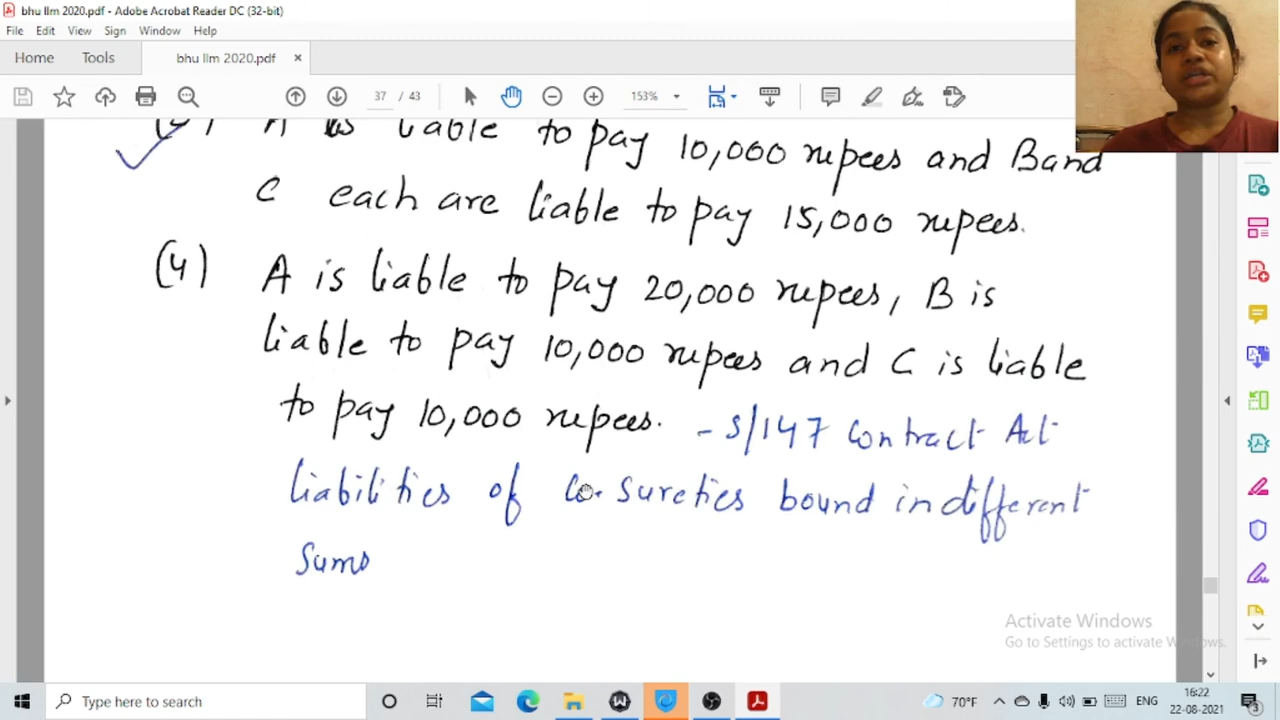 bhu llm 2020.pdf - Adobe Acrobat Reader DC (32-bit)
File Edit View Sign Window Help
Home Tools bhu llm 2020.pdf ×
37 / 43 153%
A is liable to pay 10,000 rupees and B and
C each are liable to pay 15,000 rupees.
(4) A is liable to pay 20,000 rupees, B is
liable to pay 10,000 rupees and C is liable
to pay 10,000 rupees. - S/147 Contract Act
liabilities of Co-sureties bound in different
sums
Activate Windows
Go to Settings to activate Windows.
Type here to search
70°F
ENG
16:22
22-08-2021
3